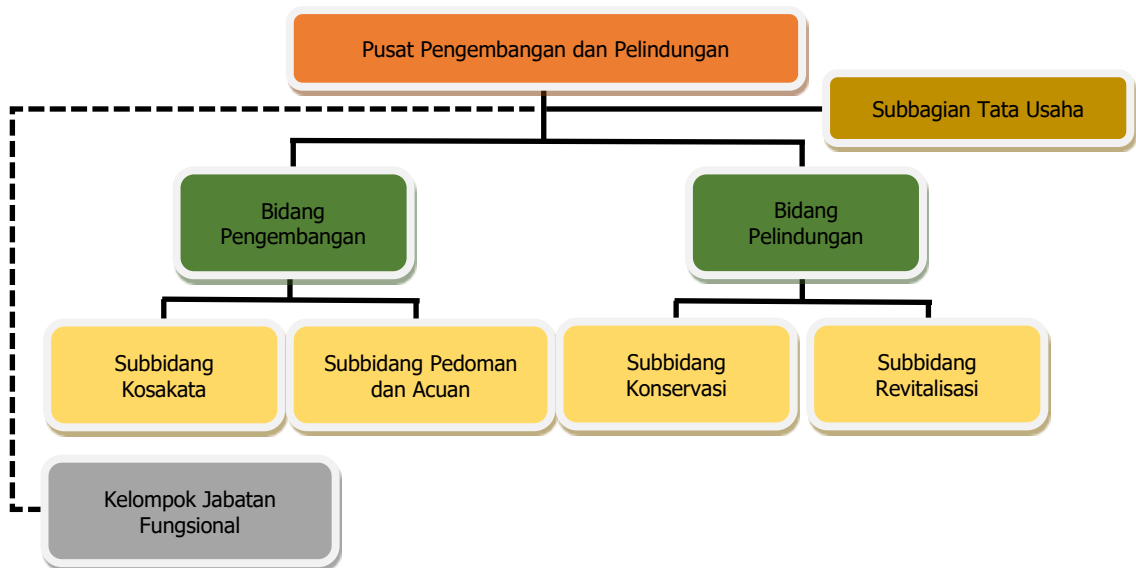 Pusat Pengembangan dan Pelindungan
Subbagian Tata Usaha
Bidang
Pengembangan
Bidang
Pelindungan
Subbidang
Kosakata
Subbidang Pedoman
dan Acuan
Subbidang
Konservasi
Subbidang
Revitalisasi
Kelompok Jabatan
Fungsional